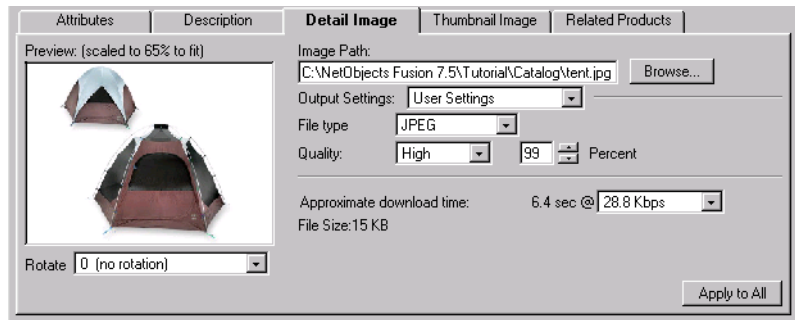 Attributes Description Detail Image Thumbnail Image Related Products
Preview: (scaled to 65% to fit)
Image Path:
C:\NetObjects Fusion 7.5\Tutorial\Catalog\tent.jpg Browse...
Output Settings: User Settings
File type JPEG
Quality: High 99 Percent
Approximate download time: 6.4 sec @ 28.8 Kbps
File Size:15 KB
Rotate 0 (no rotation)
Apply to All